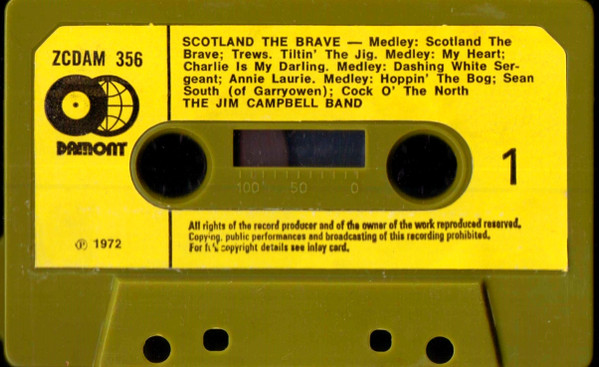 ZCDAM 356
DAMONT
SCOTLAND THE BRAVE — Medley: Scotland The
Brave; Trews. Tiltin' The Jig. Medley: My Heart;
Charlie Is My Darling. Medley: Dashing White Ser-
geant; Annie Laurie. Medley: Hoppin' The Bog; Sean
South (of Garryowen); Cock O' The North
THE JIM CAMPBELL BAND
100 50 0
1
℗ 1972
All rights of the record producer and of the owner of the work reproduced reserved.
Copying, public performances and broadcasting of this recording prohibited.
For copyright details see inlay card.